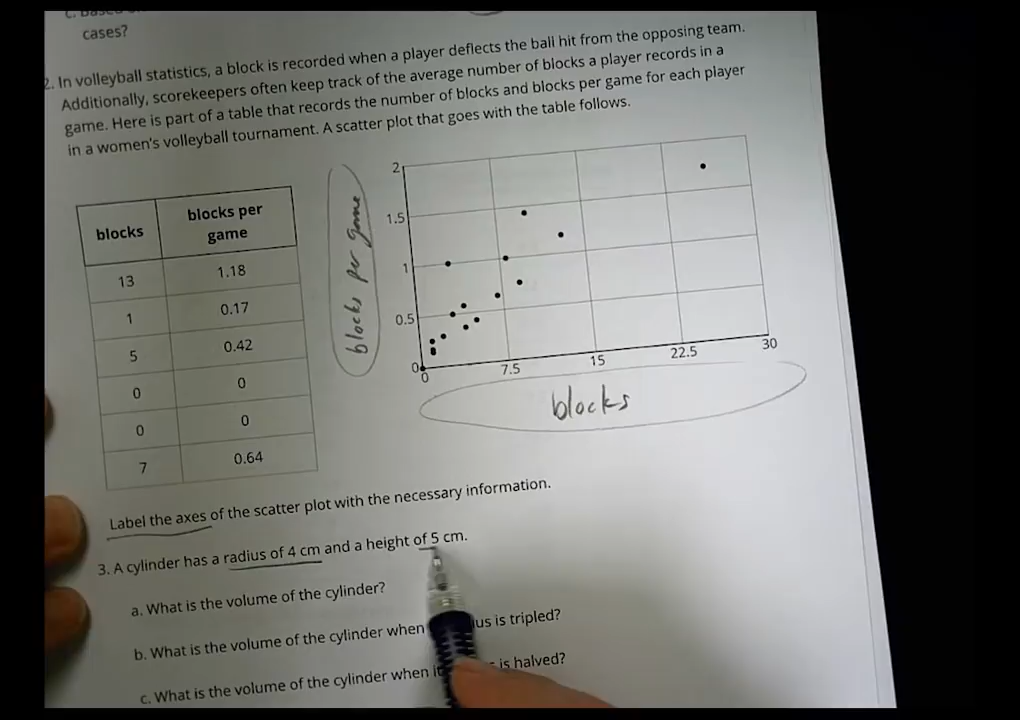 cases?
2. In volleyball statistics, a block is recorded when a player deflects the ball hit from the opposing team.
Additionally, scorekeepers often keep track of the average number of blocks a player records in a
game. Here is part of a table that records the number of blocks and blocks per game for each player
in a women's volleyball tournament. A scatter plot that goes with the table follows.
blocks blocks per game
13 1.18
1 0.17
5 0.42
0 0
0 0
7 0.64
blocks per game
2
1.5
1
0.5
0
0 7.5 15 22.5 30
blocks
Label the axes of the scatter plot with the necessary information.
3. A cylinder has a radius of 4 cm and a height of 5 cm.
a. What is the volume of the cylinder?
b. What is the volume of the cylinder when is tripled?
c. What is the volume of the cylinder when is halved?